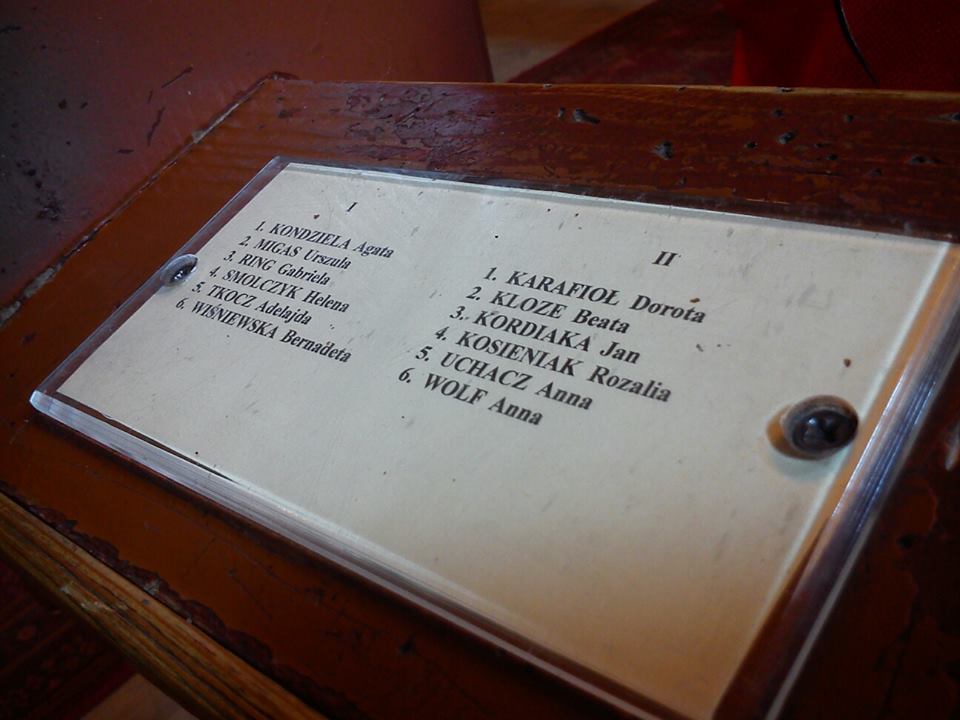 I
1. KONDZIELA Agata
2. MIGAS Urszula
3. RING Gabriela
4. SMOLCZYK Helena
5. TKOCZ Adelajda
6. WIŚNIEWSKA Bernadeta
II
1. KARAFIOŁ Dorota
2. KLOZE Beata
3. KORDIAKA Jan
4. KOSIENIAK Rozalia
5. UCHACZ Anna
6. WOLF Anna